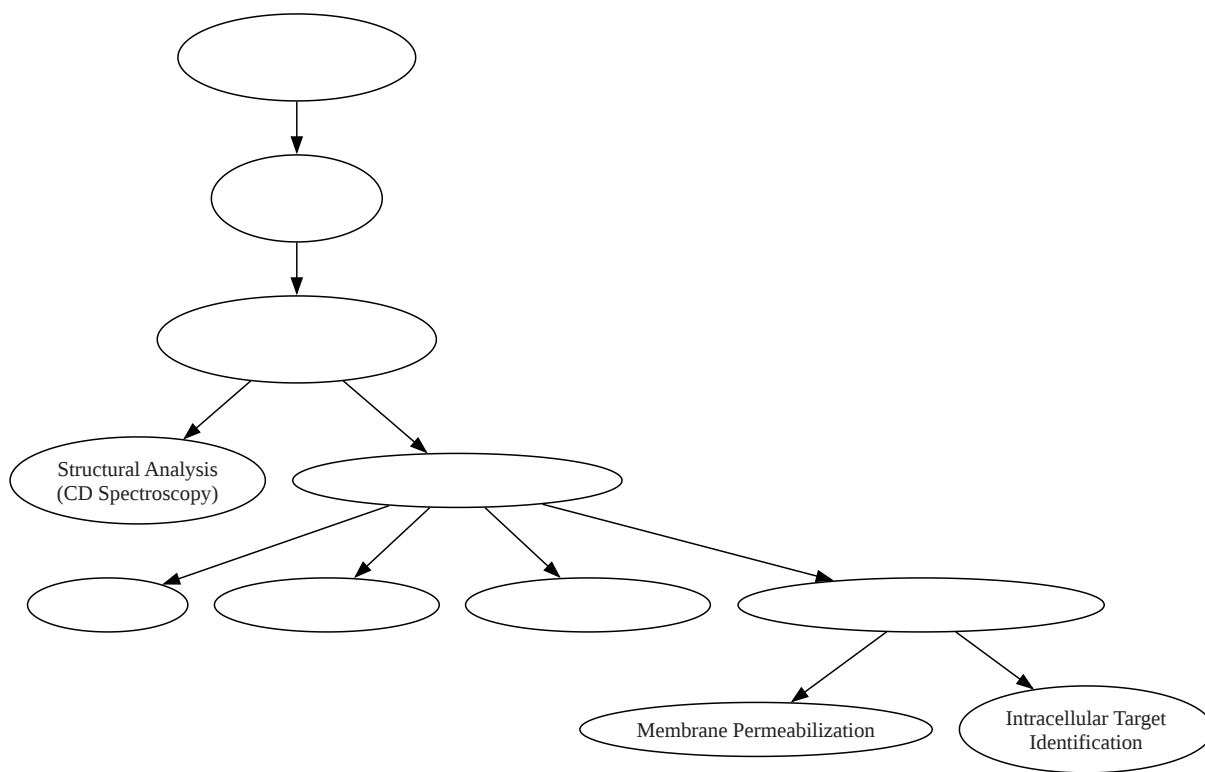 Structural Analysis
(CD Spectroscopy)
Membrane Permeabilization
Intracellular Target
Identification